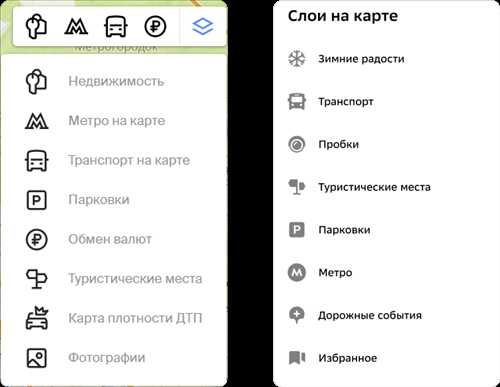 Метрогородок
Недвижимость
Метро на карте
Транспорт на карте
Парковки
Обмен валют
Туристические места
Карта плотности ДТП
Фотографии
Слои на карте
Зимние радости
Транспорт
Пробки
Туристические места
Парковки
Метро
Дорожные события
Избранное